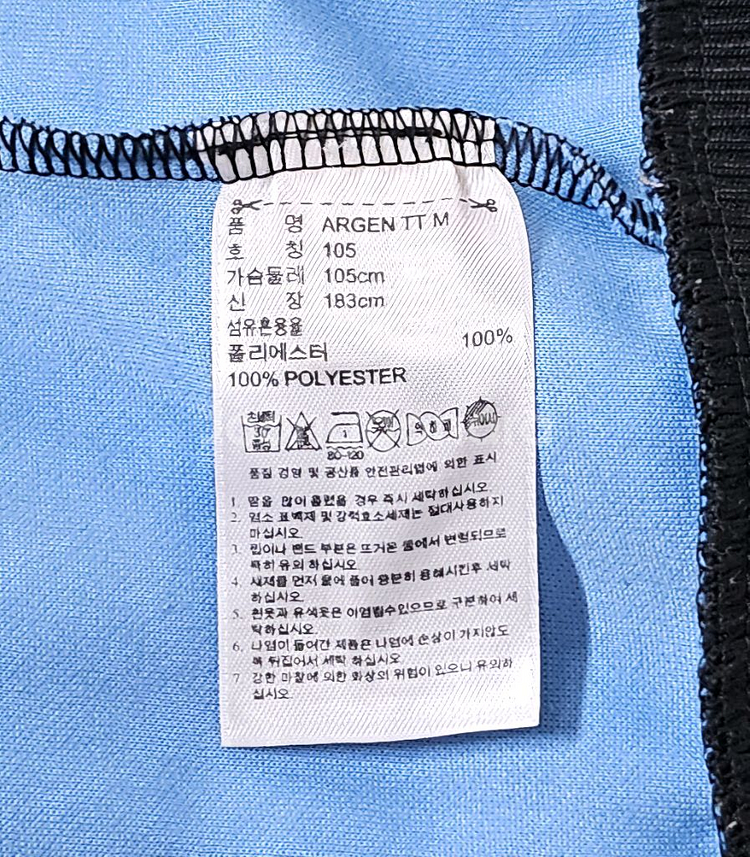 품 명 ARGEN TT M
호 칭 105
가슴둘레 105cm
신 장 183cm
섬유혼용율
폴리에스터 100%
100% POLYESTER
30°
중성
80-120
품질 경영 및 공산품 안전관리법에 의한 표시
1. 땀을 많이 흘렸을 경우 즉시 세탁하십시오
2. 염소 표백제 및 강력효소세제는 절대사용하지
마십시오
3. 립이나 밴드 부분은 뜨거운 물에서 변형되므로
특히 유의 하십시오
4. 세제를 먼저 물에 풀어 충분히 용해시킨후 세탁
하십시오
5. 흰옷과 유색옷은 이염될수있으므로 구분하여 세
탁하십시오
6. 나염이 들어간 제품은 나염에 손상이 가지않도
록 뒤집어서 세탁 하십시오
7. 강한 마찰에 의한 화상의 위험이 있으니 유의하
십시오